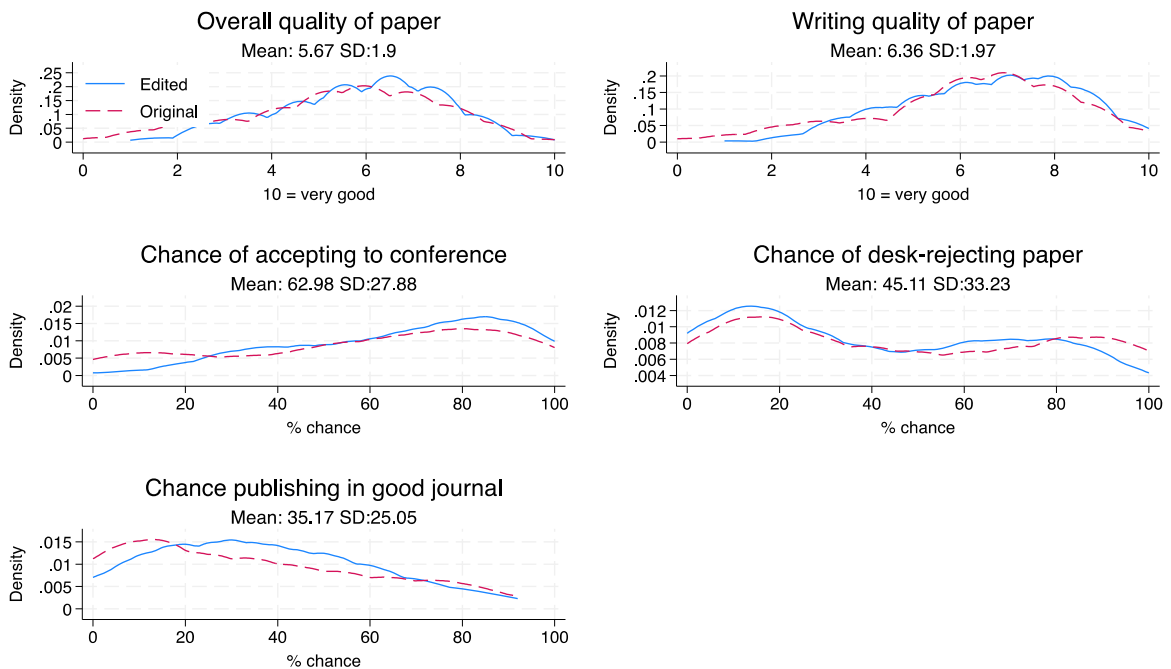 Overall quality of paper
Mean: 5.67 SD:1.9
Density
.25
.2
.15
.1
.05
0
Edited
Original
0 2 4 6 8 10
10 = very good
Writing quality of paper
Mean: 6.36 SD:1.97
Density
.2
.15
.1
.05
0
0 2 4 6 8 10
10 = very good
Chance of accepting to conference
Mean: 62.98 SD:27.88
Density
.02
.015
.01
.005
0
0 20 40 60 80 100
% chance
Chance of desk-rejecting paper
Mean: 45.11 SD:33.23
Density
.012
.01
.008
.006
.004
0 20 40 60 80 100
% chance
Chance publishing in good journal
Mean: 35.17 SD:25.05
Density
.015
.01
.005
0
0 20 40 60 80 100
% chance